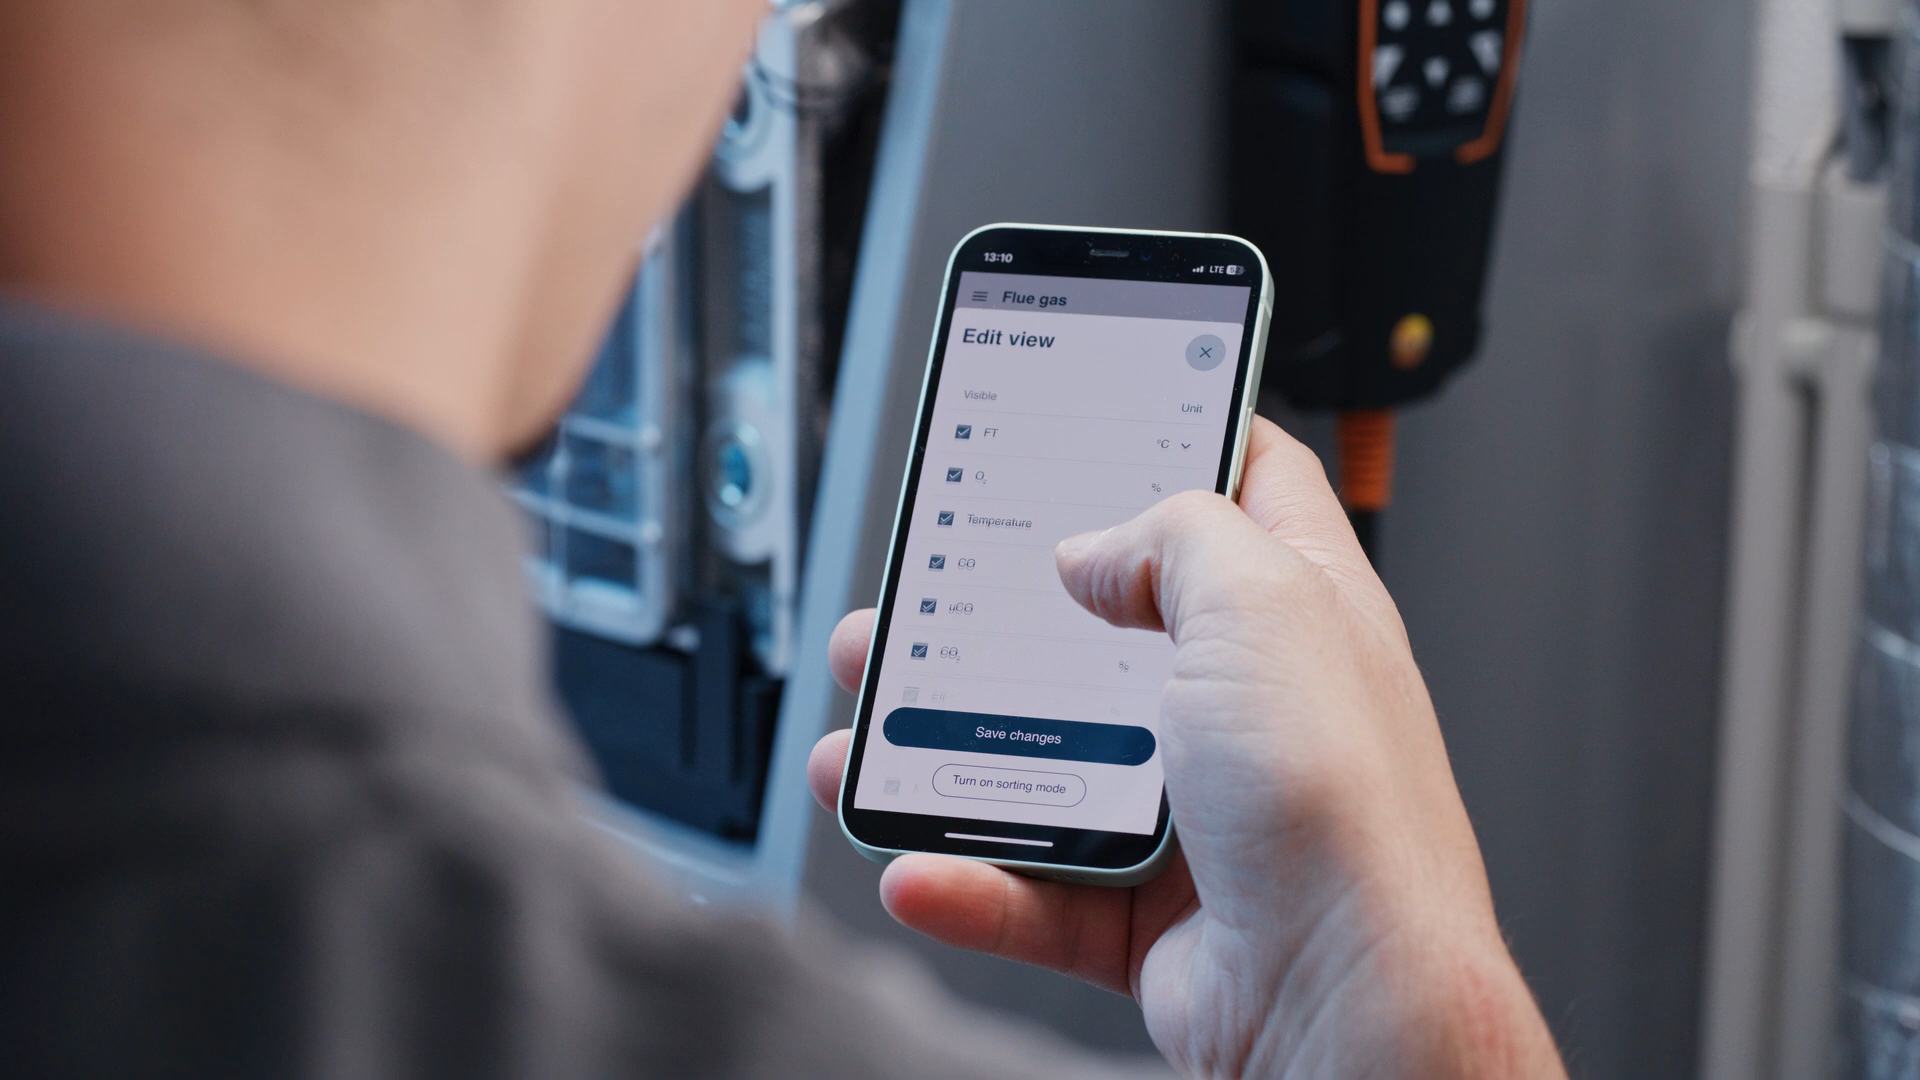 13:10
LTE
Flue gas
Edit view
Visible Unit
FT °C
O₂ %
Temperature
CO
uCO
CO₂ %
Save changes
Turn on sorting mode